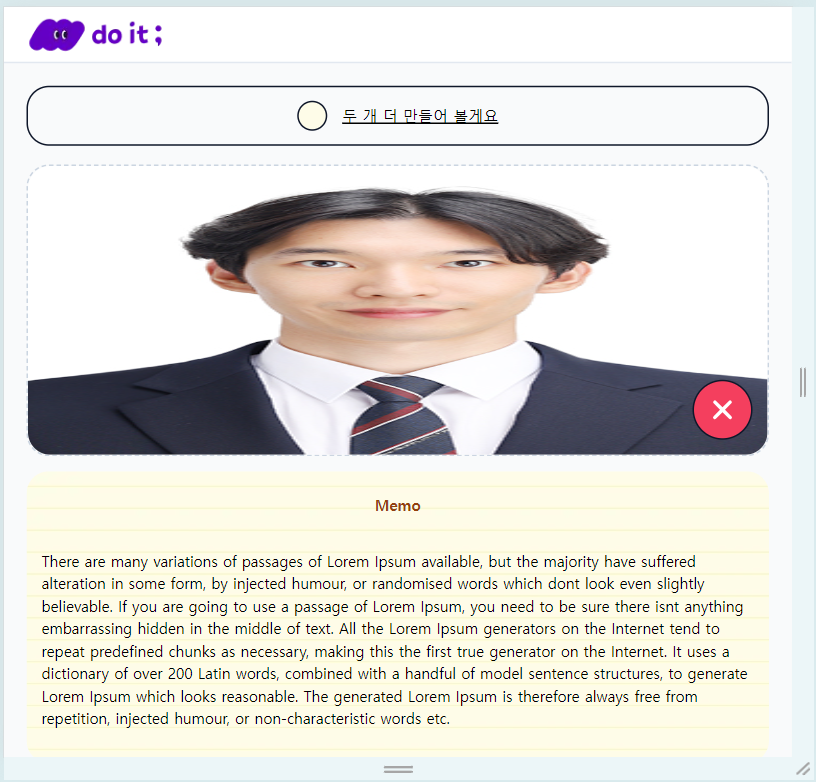 do it ;
두 개 더 만들어 볼게요
Memo
There are many variations of passages of Lorem Ipsum available, but the majority have suffered
alteration in some form, by injected humour, or randomised words which dont look even slightly
believable. If you are going to use a passage of Lorem Ipsum, you need to be sure there isnt anything
embarrassing hidden in the middle of text. All the Lorem Ipsum generators on the Internet tend to
repeat predefined chunks as necessary, making this the first true generator on the Internet. It uses a
dictionary of over 200 Latin words, combined with a handful of model sentence structures, to generate
Lorem Ipsum which looks reasonable. The generated Lorem Ipsum is therefore always free from
repetition, injected humour, or non-characteristic words etc.